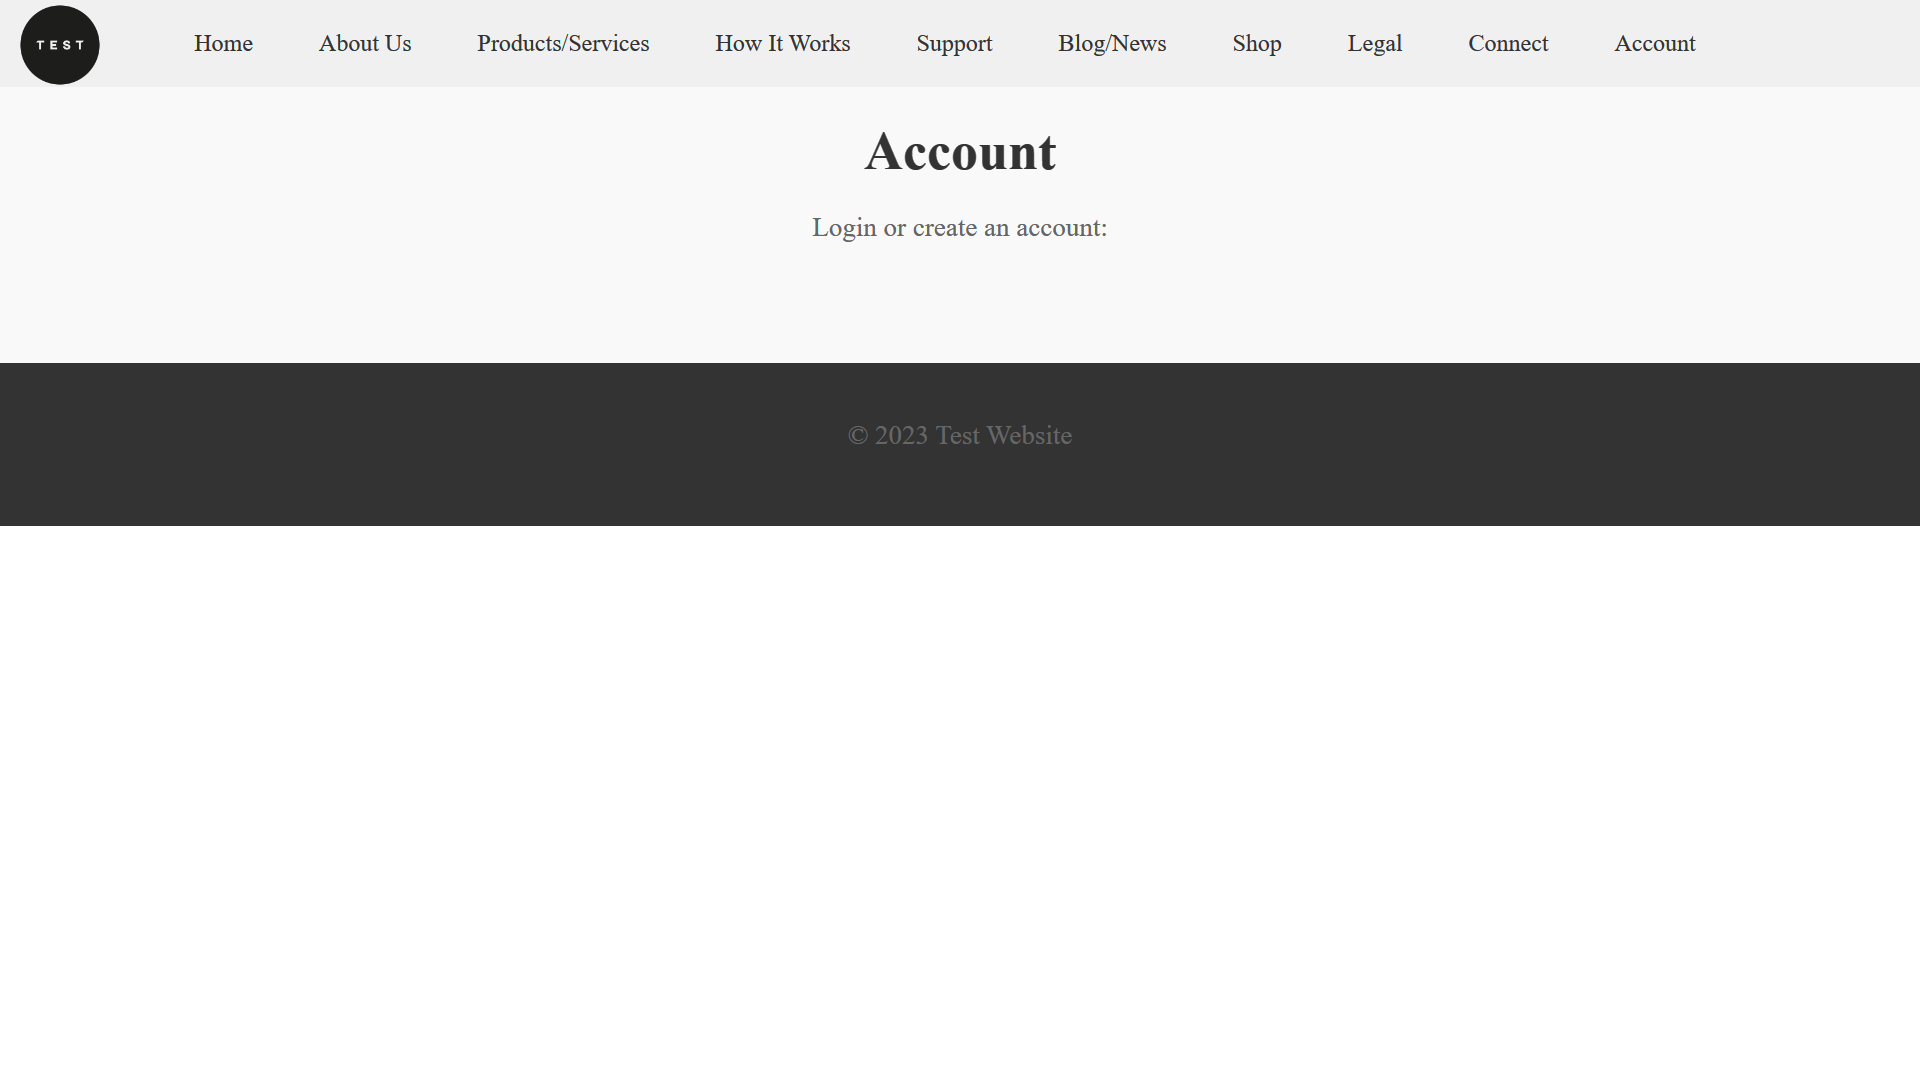 TEST
Home About Us Products/Services How It Works Support Blog/News Shop Legal Connect Account
Account
Login or create an account:
© 2023 Test Website